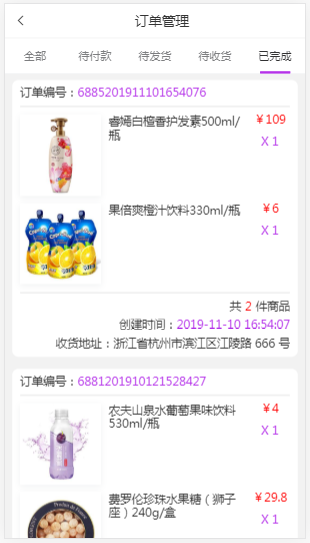 订单管理
全部 待付款 待发货 待收货 已完成
订单编号：6885201911101654076
睿嫣白檀香护发素500ml/
瓶
￥109
X 1
果倍爽橙汁饮料330ml/瓶
￥6
X 1
共 2 件商品
创建时间：2019-11-10 16:54:07
收货地址：浙江省杭州市滨江区江陵路 666 号
订单编号：6881201910121528427
农夫山泉水葡萄果味饮料
530ml/瓶
￥4
X 1
蕞罗伦珍珠水果糖（狮子
座）240g/盒
￥29.8
X 1